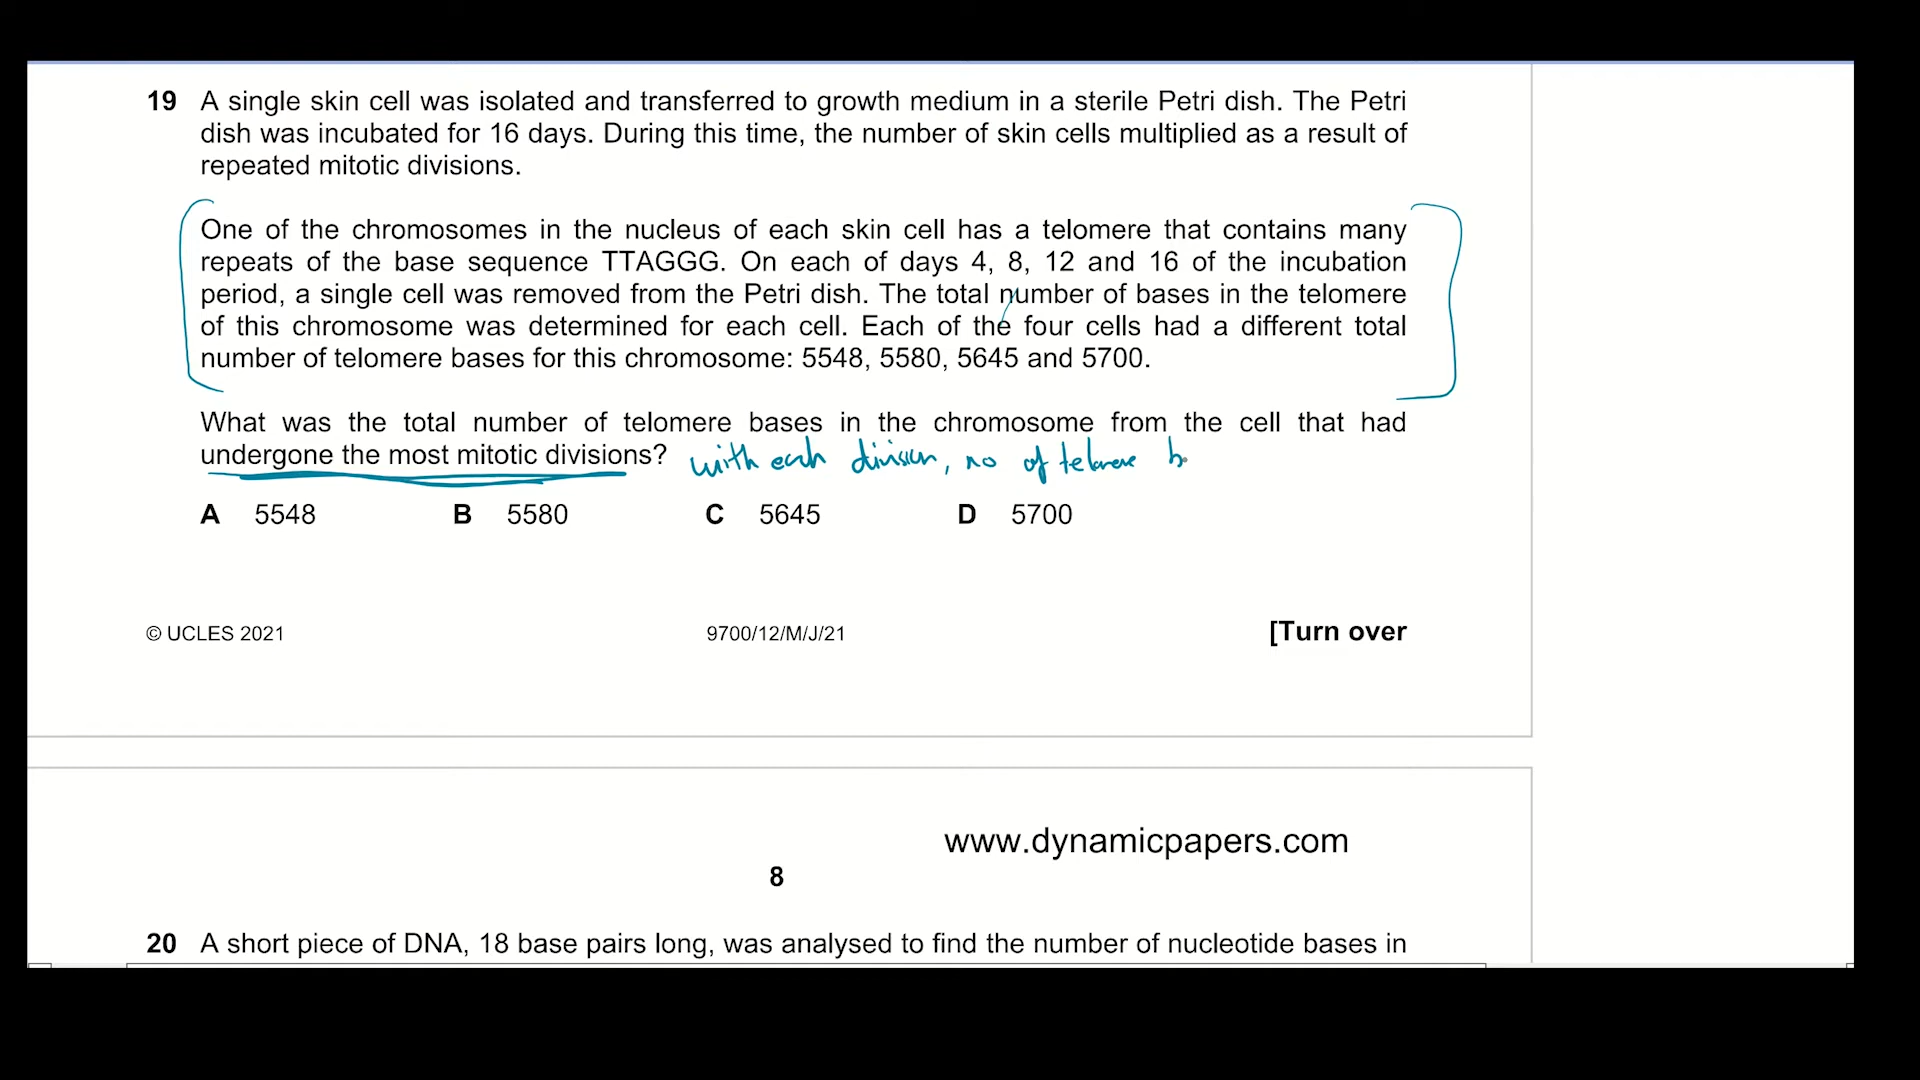 19 A single skin cell was isolated and transferred to growth medium in a sterile Petri dish. The Petri
dish was incubated for 16 days. During this time, the number of skin cells multiplied as a result of
repeated mitotic divisions.
One of the chromosomes in the nucleus of each skin cell has a telomere that contains many
repeats of the base sequence TTAGGG. On each of days 4, 8, 12 and 16 of the incubation
period, a single cell was removed from the Petri dish. The total number of bases in the telomere
of this chromosome was determined for each cell. Each of the four cells had a different total
number of telomere bases for this chromosome: 5548, 5580, 5645 and 5700.
What was the total number of telomere bases in the chromosome from the cell that had
undergone the most mitotic divisions? with each division, no of telomere b
A 5548 B 5580 C 5645 D 5700
© UCLES 2021 9700/12/M/J/21 [Turn over
www.dynamicpapers.com
8
20 A short piece of DNA, 18 base pairs long, was analysed to find the number of nucleotide bases in